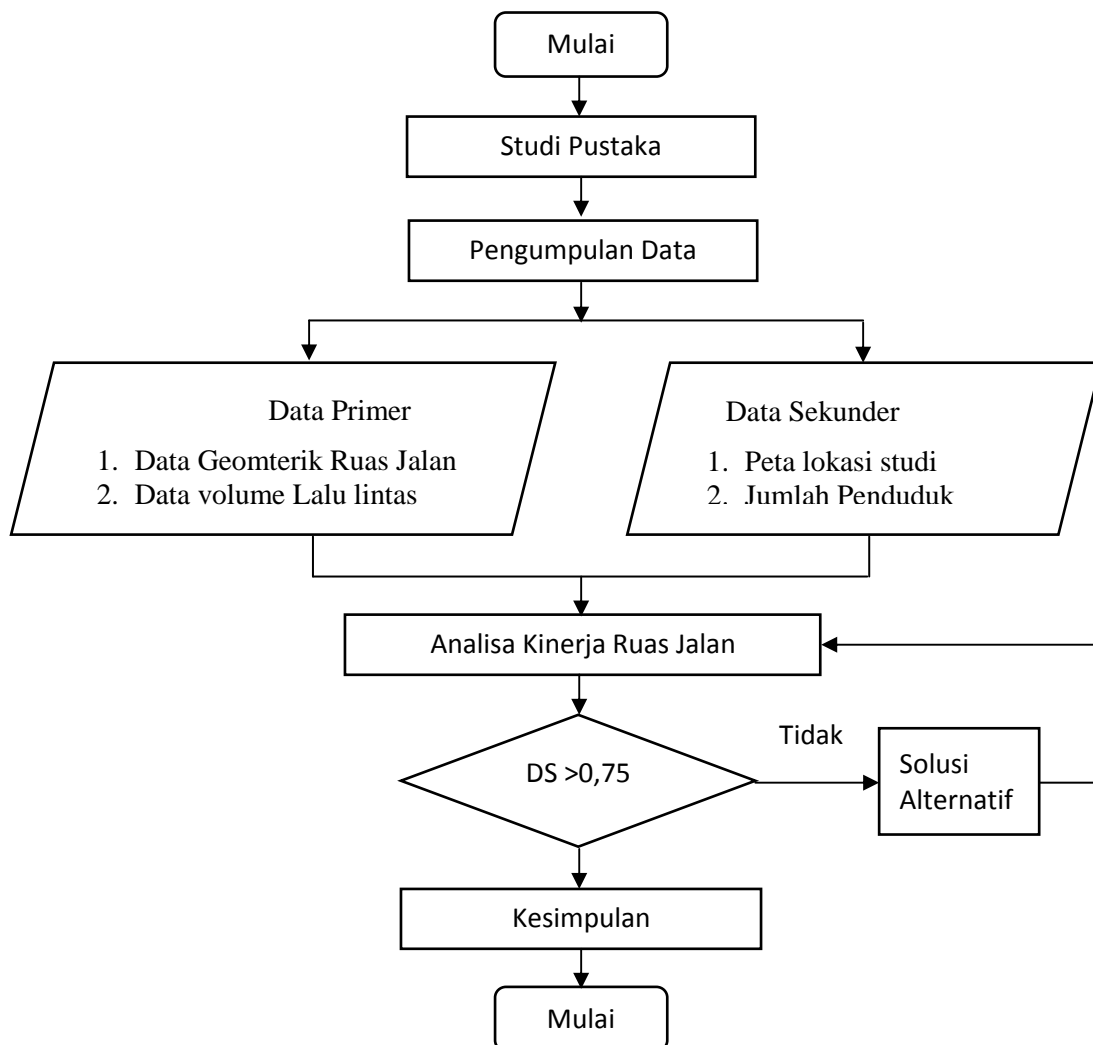 Mulai
Studi Pustaka
Pengumpulan Data
Data Primer
1. Data Geomterik Ruas Jalan
2. Data volume Lalu lintas
Data Sekunder
1. Peta lokasi studi
2. Jumlah Penduduk
Analisa Kinerja Ruas Jalan
DS >0,75
Tidak
Solusi
Alternatif
Kesimpulan
Mulai